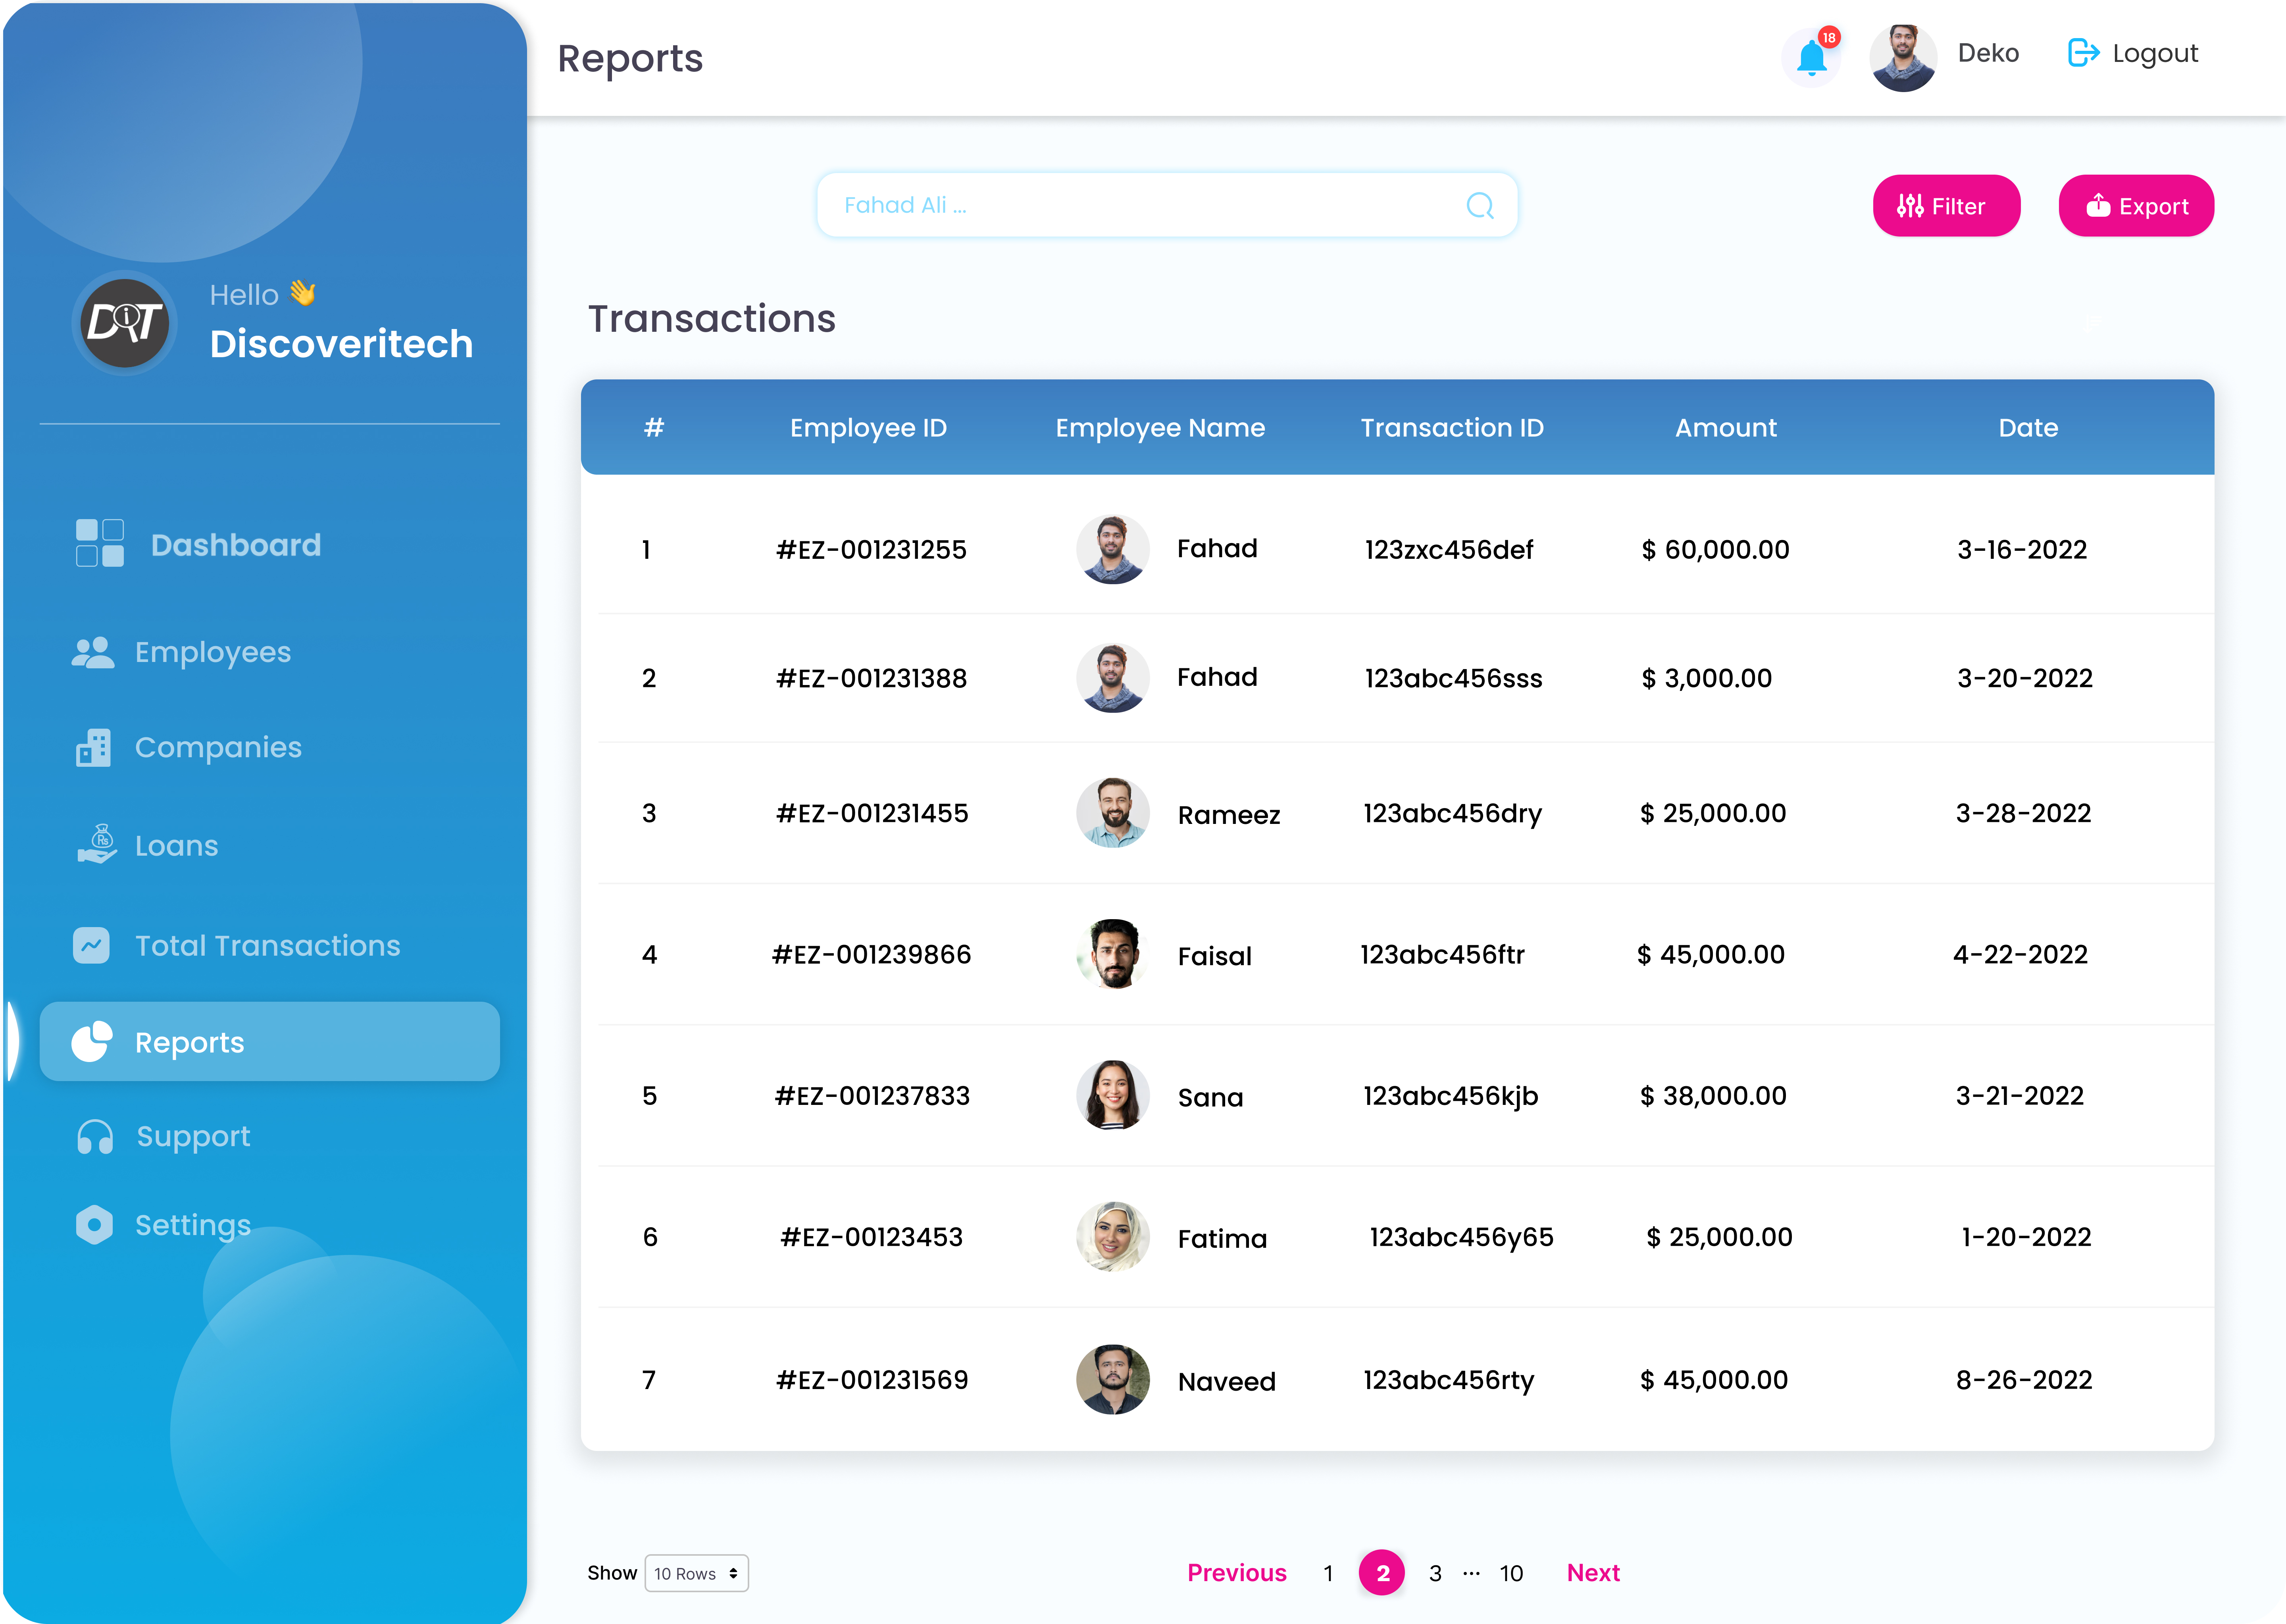 Reports
18
Deko
Logout
Fahad Ali ...
Filter
Export
DiT
Hello 👋
Discoveritech
Dashboard
Employees
Companies
Rs
Loans
Total Transactions
Reports
Support
Settings
Transactions
# Employee ID Employee Name Transaction ID Amount Date
1 #EZ-001231255 Fahad 123zxc456def $ 60,000.00 3-16-2022
2 #EZ-001231388 Fahad 123abc456sss $ 3,000.00 3-20-2022
3 #EZ-001231455 Rameez 123abc456dry $ 25,000.00 3-28-2022
4 #EZ-001239866 Faisal 123abc456ftr $ 45,000.00 4-22-2022
5 #EZ-001237833 Sana 123abc456kjb $ 38,000.00 3-21-2022
6 #EZ-00123453 Fatima 123abc456y65 $ 25,000.00 1-20-2022
7 #EZ-001231569 Naveed 123abc456rty $ 45,000.00 8-26-2022
Show 10 Rows
Previous 1 2 3 ... 10 Next